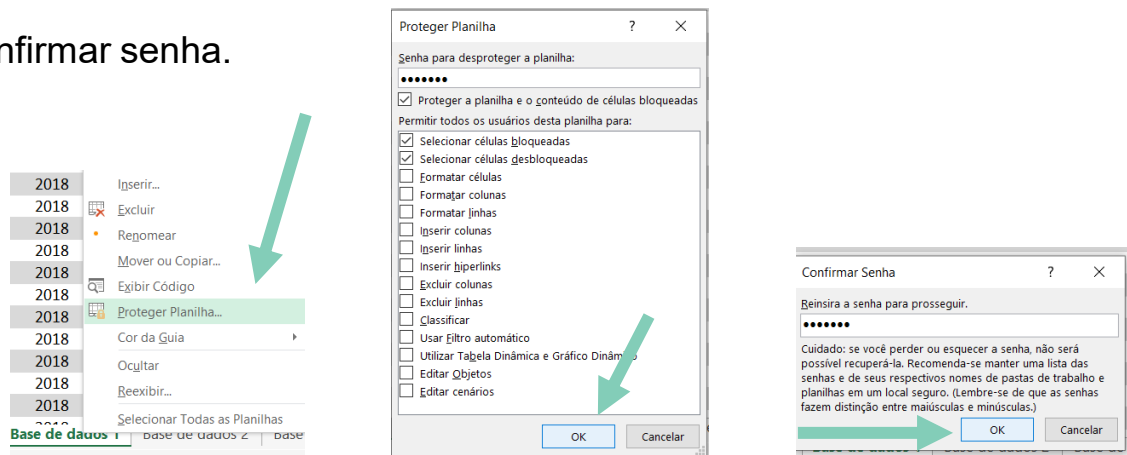 nfirmar senha.
2018
2018
2018
2018
2018
2018
2018
2018
2018
2018
2018
Inserir...
Excluir
Renomear
Mover ou Copiar...
Exibir Código
Proteger Planilha...
Cor da Guia
Ocultar
Reexibir...
Selecionar Todas as Planilhas
Base de dados 1 Base de dados 2 Base
Proteger Planilha ? ×
Senha para desproteger a planilha:
•••••••
Proteger a planilha e o conteúdo de células bloqueadas
Permitir todos os usuários desta planilha para:
Selecionar células bloqueadas
Selecionar células desbloqueadas
Formatar células
Formatar colunas
Formatar linhas
Inserir colunas
Inserir linhas
Inserir hiperlinks
Excluir colunas
Excluir linhas
Classificar
Usar Filtro automático
Utilizar Tabela Dinâmica e Gráfico Dinâmico
Editar Objetos
Editar cenários
OK Cancelar
Confirmar Senha ? ×
Reinsira a senha para prosseguir.
•••••••
Cuidado: se você perder ou esquecer a senha, não será
possível recuperá-la. Recomenda-se manter uma lista das
senhas e de seus respectivos nomes de pastas de trabalho e
planilhas em um local seguro. (Lembre-se de que as senhas
fazem distinção entre maiúsculas e minúsculas.)
OK Cancelar